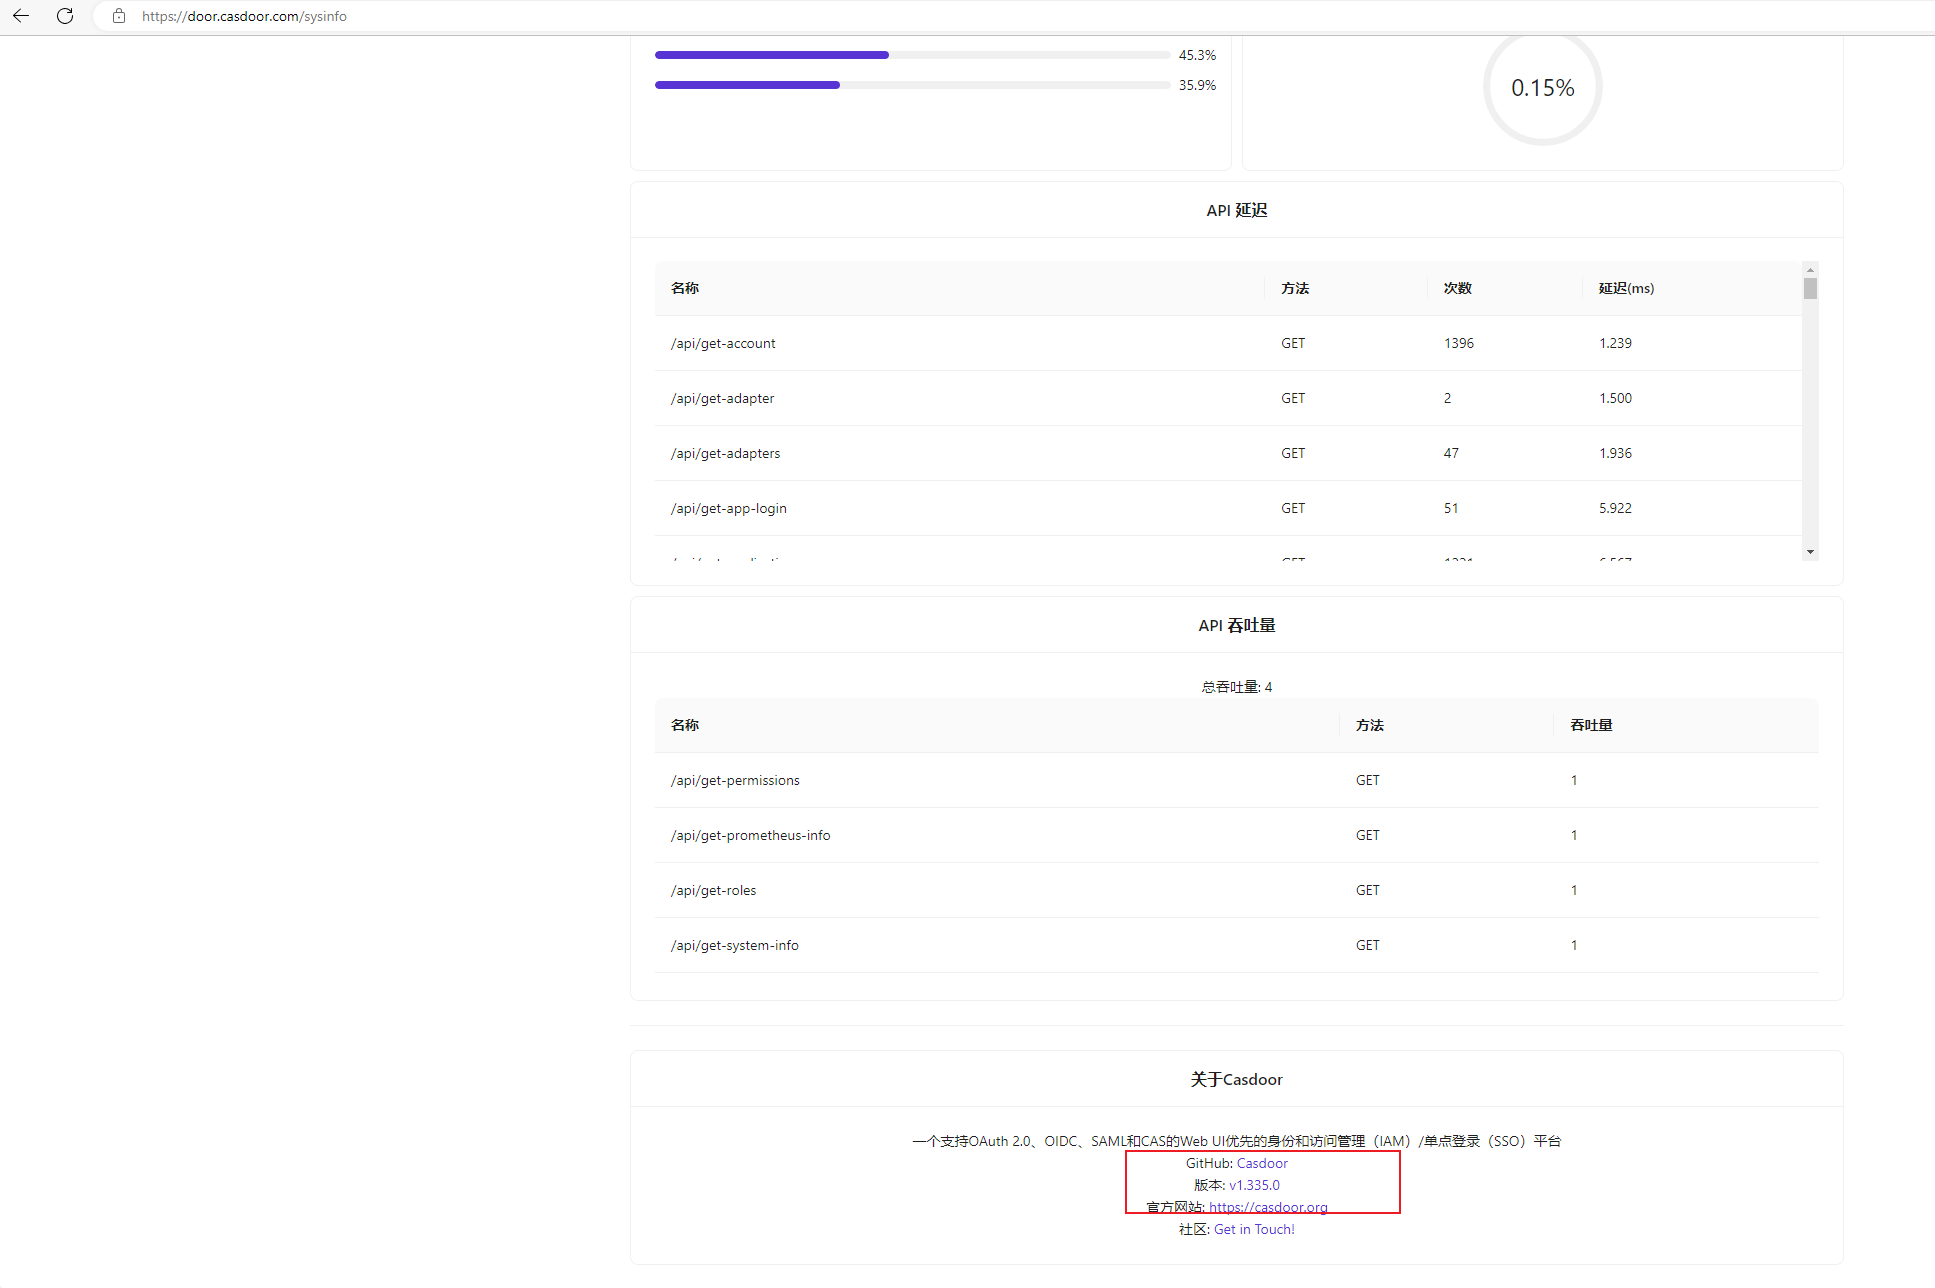 https://door.casdoor.com/sysinfo
45.3%
35.9%
0.15%
API 延迟
名称 方法 次数 延迟(ms)
/api/get-account GET 1396 1.239
/api/get-adapter GET 2 1.500
/api/get-adapters GET 47 1.936
/api/get-app-login GET 51 5.922
API 吞吐量
总吞吐量: 4
名称 方法 吞吐量
/api/get-permissions GET 1
/api/get-prometheus-info GET 1
/api/get-roles GET 1
/api/get-system-info GET 1
关于Casdoor
一个支持OAuth 2.0、OIDC、SAML和CAS的Web UI优先的身份和访问管理（IAM）/单点登录（SSO）平台
GitHub: Casdoor
版本: v1.335.0
官方网站: https://casdoor.org
社区: Get in Touch!